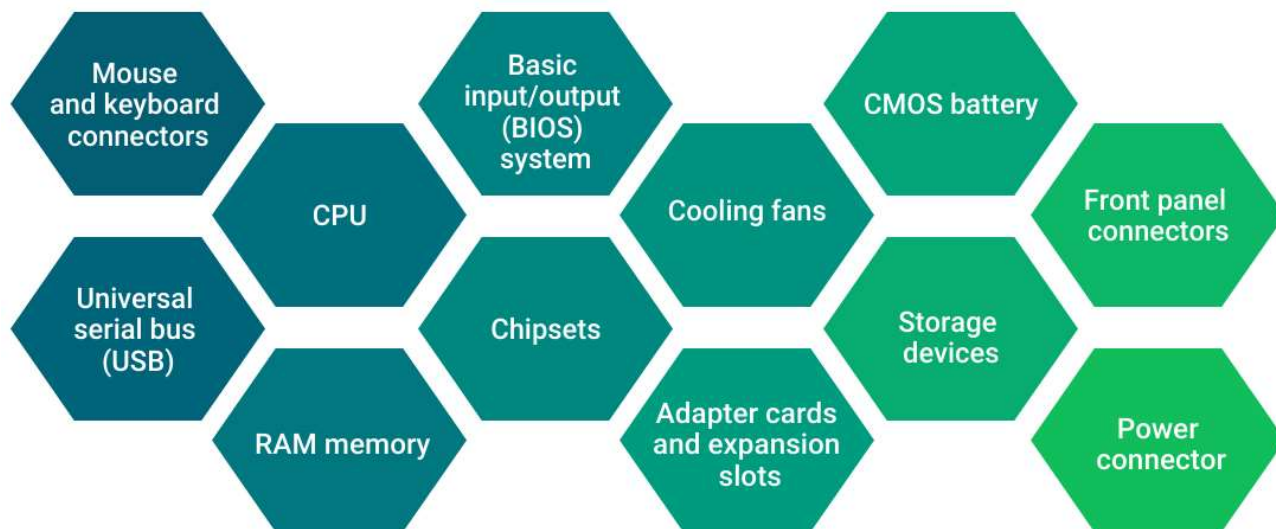 Mouse
and keyboard
connectors
Universal
serial bus
(USB)
CPU
RAM memory
Basic
input/output
(BIOS)
system
Chipsets
Cooling fans
Adapter cards
and expansion
slots
CMOS battery
Storage
devices
Front panel
connectors
Power
connector